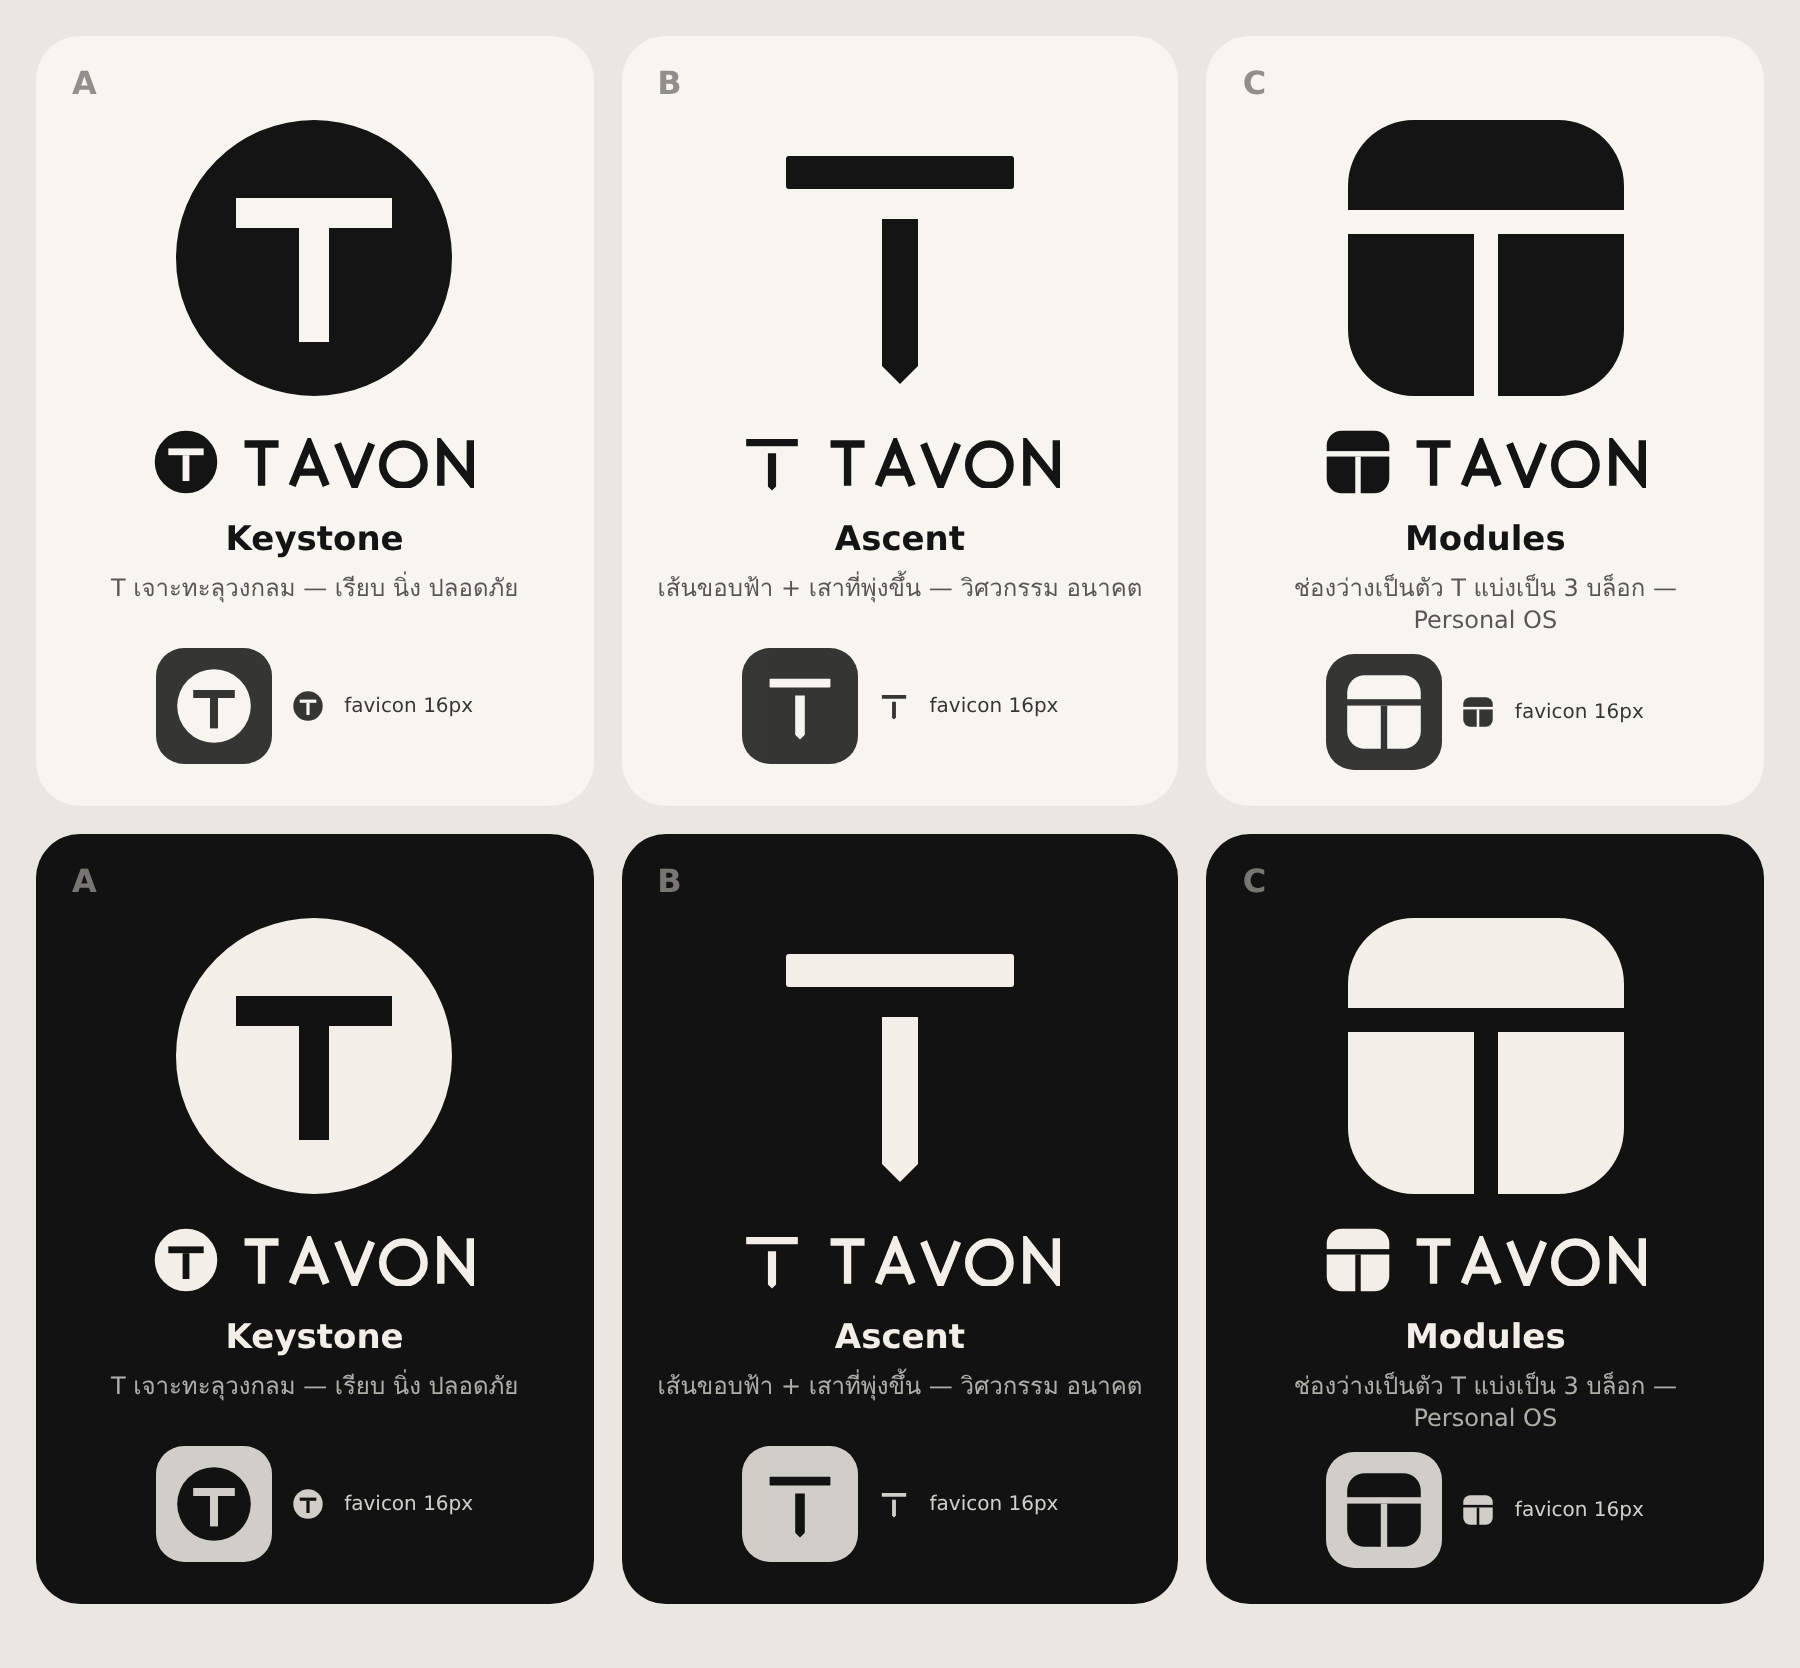 A
T
TAVON
Keystone
T เจาะทะลุวงกลม — เรียบ นิ่ง ปลอดภัย
T
T
favicon 16px
B
T
T TAVON
Ascent
เส้นขอบฟ้า + เสาที่พุ่งขึ้น — วิศวกรรม อนาคต
T
T
favicon 16px
C
TAVON
Modules
ช่องว่างเป็นตัว T แบ่งเป็น 3 บล็อก —
Personal OS
favicon 16px
A
T
T TAVON
Keystone
T เจาะทะลุวงกลม — เรียบ นิ่ง ปลอดภัย
T
T
favicon 16px
B
T
T TAVON
Ascent
เส้นขอบฟ้า + เสาที่พุ่งขึ้น — วิศวกรรม อนาคต
T
T
favicon 16px
C
TAVON
Modules
ช่องว่างเป็นตัว T แบ่งเป็น 3 บล็อก —
Personal OS
favicon 16px